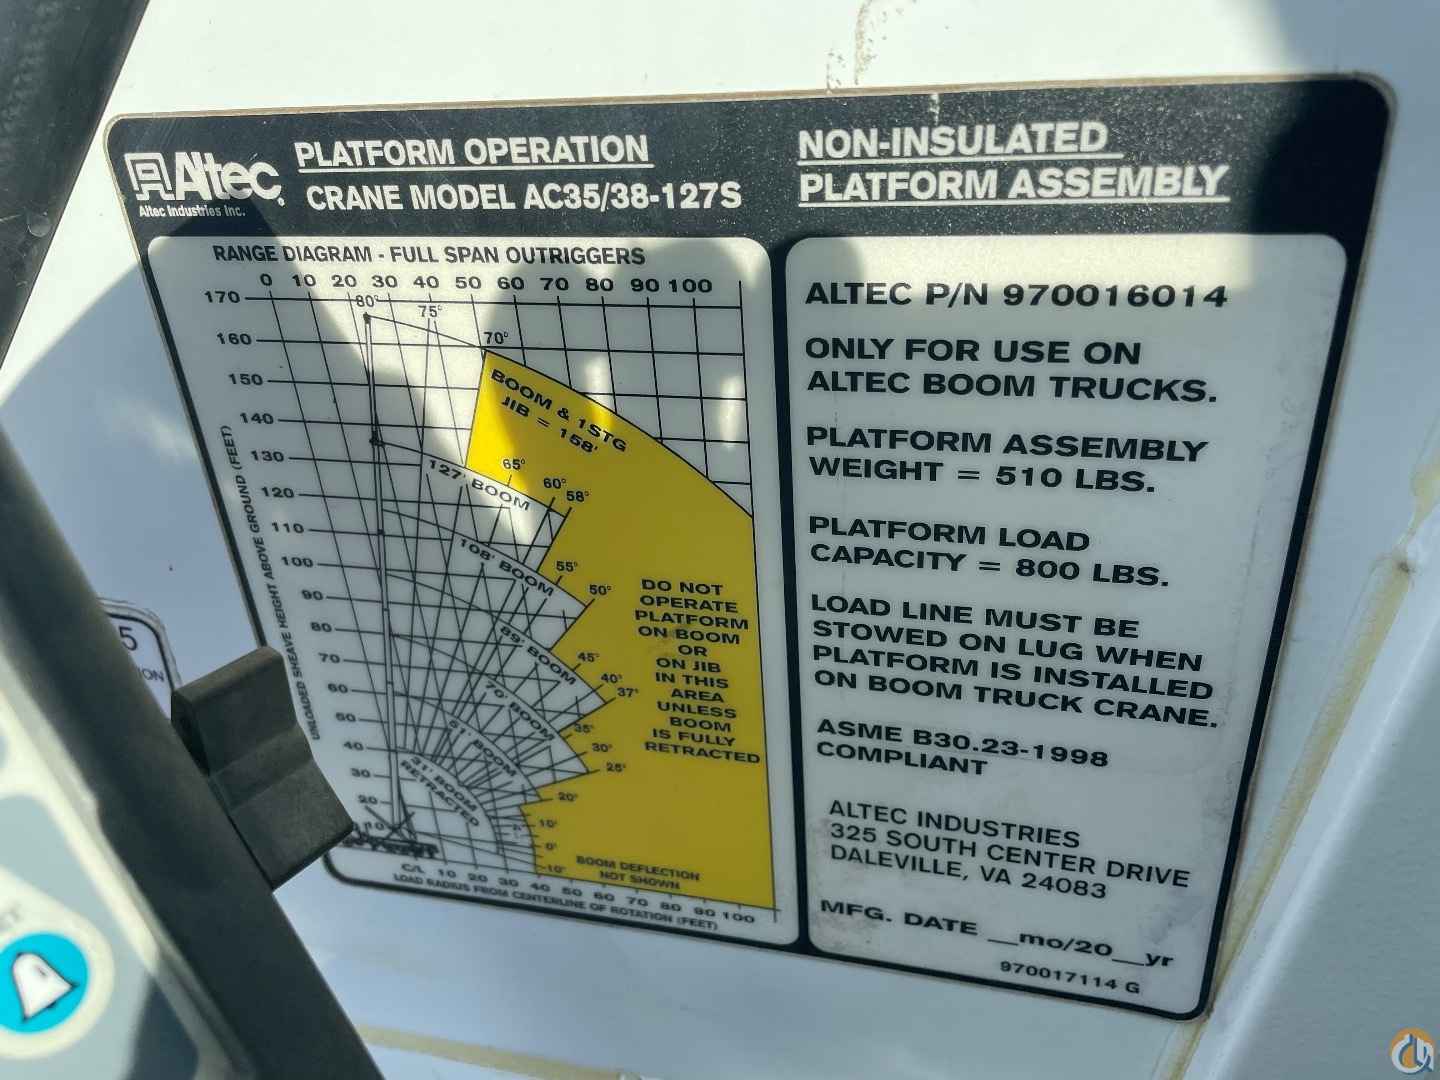 Altec
Altec Industries Inc.
PLATFORM OPERATION
CRANE MODEL AC35/38-127S
NON-INSULATED
PLATFORM ASSEMBLY
RANGE DIAGRAM - FULL SPAN OUTRIGGERS
0 10 20 30 40 50 60 70 80 90 100
170
160
150
140
130
120
110
100
90
80
70
60
50
40
30
20
10
UNLOADED SHEAVE HEIGHT ABOVE GROUND (FEET)
80°
75°
70°
BOOM & 1STG
JIB = 158'
65°
60°
58°
127' BOOM
55°
50°
108' BOOM
45°
40°
37°
89' BOOM
35°
30°
25°
70' BOOM
20°
51' BOOM
10°
0°
-10°
31' BOOM
RETRACTED
DO NOT
OPERATE
PLATFORM
ON BOOM
OR
ON JIB
IN THIS
AREA
UNLESS
BOOM
IS FULLY
RETRACTED
BOOM DEFLECTION
NOT SHOWN
C/L 10 20 30 40 50 60 70 80 90 100
LOAD RADIUS FROM CENTERLINE OF ROTATION (FEET)
ALTEC P/N 970016014
ONLY FOR USE ON
ALTEC BOOM TRUCKS.
PLATFORM ASSEMBLY
WEIGHT = 510 LBS.
PLATFORM LOAD
CAPACITY = 800 LBS.
LOAD LINE MUST BE
STOWED ON LUG WHEN
PLATFORM IS INSTALLED
ON BOOM TRUCK CRANE.
ASME B30.23-1998
COMPLIANT
ALTEC INDUSTRIES
325 SOUTH CENTER DRIVE
DALEVILLE, VA 24083
MFG. DATE __mo/20__yr
970017114 G
5
ON